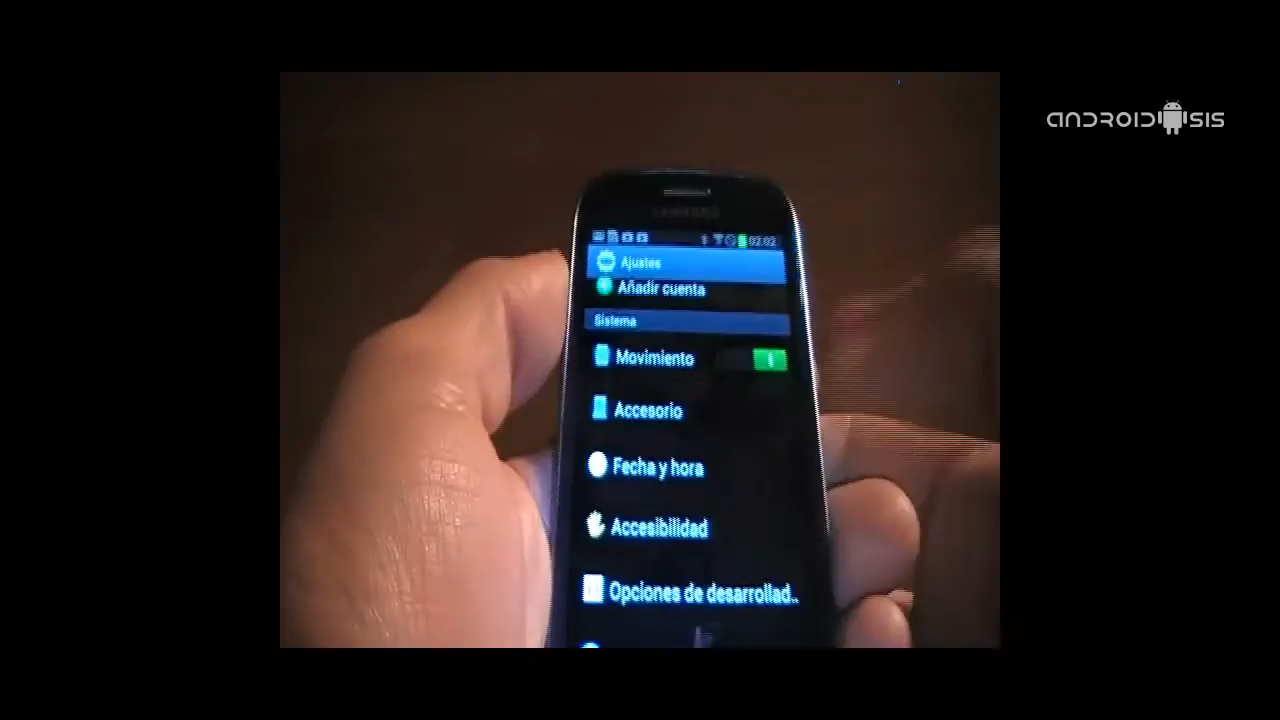 ANDROIDSIS
SAMSUNG
02:02
Ajustes
Añadir cuenta
Sistema
Movimiento
Accesorio
Fecha y hora
Accesibilidad
Opciones de desarrollad..